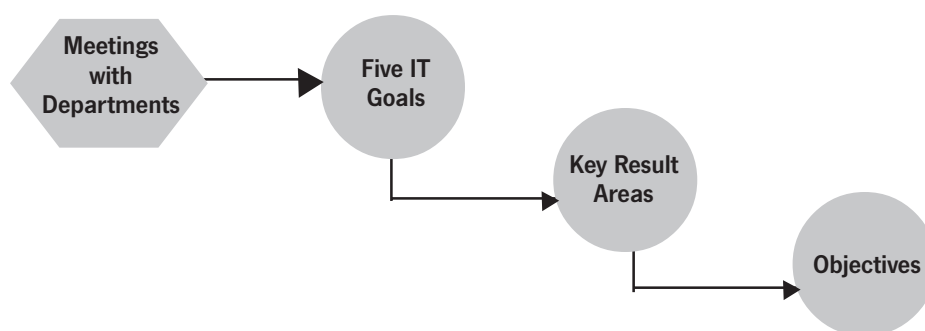 Meetings
with
Departments
Five IT
Goals
Key Result
Areas
Objectives